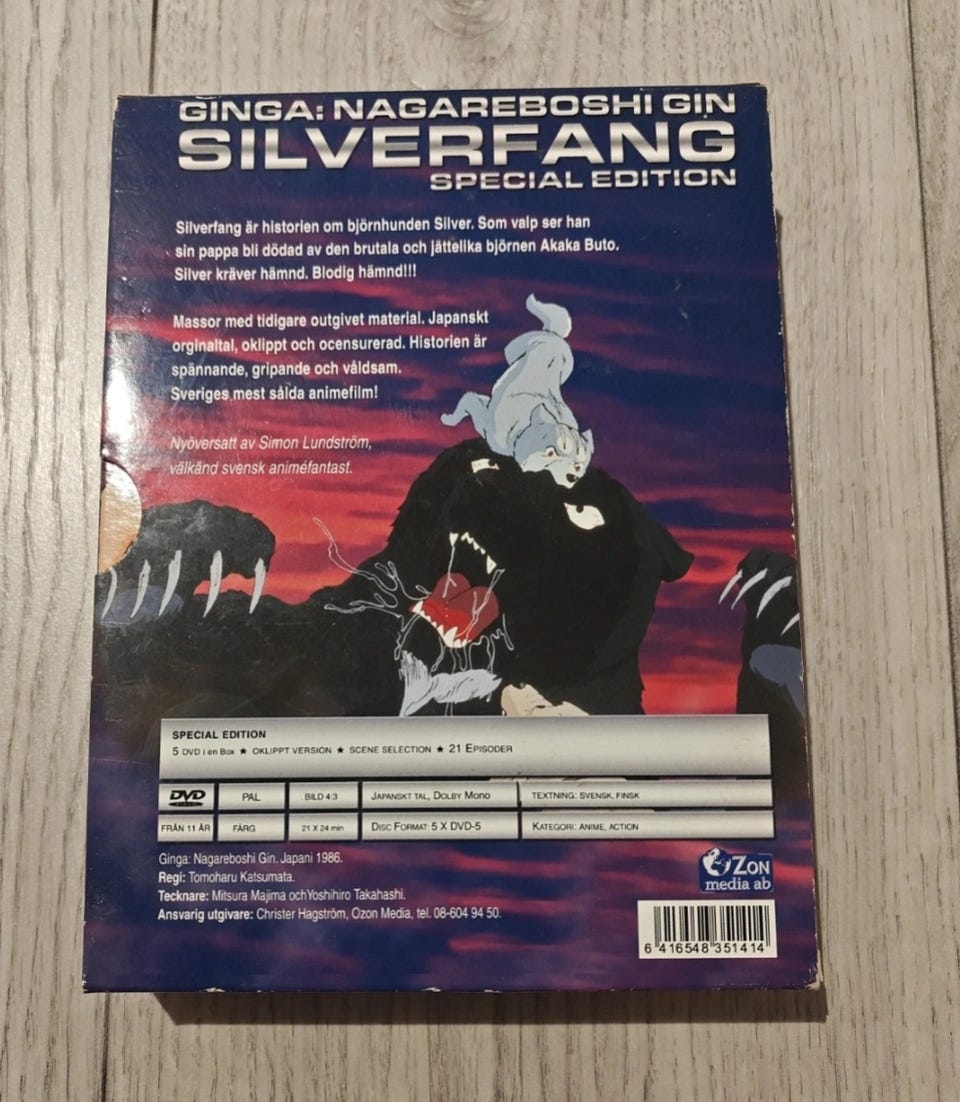 GINGA: NAGAREBOSHI GIN
SILVERFANG
SPECIAL EDITION
Silverfang är historien om björnhunden Silver. Som valp ser han
sin pappa bli dödad av den brutala och jättelika björnen Akaka Buto.
Silver kräver hämnd. Blodig hämnd!!!
Massor med tidigare outgivet material. Japanskt
orginaltal, oklippt och ocensurerad. Historien är
spännande, gripande och våldsam.
Sveriges mest sålda animefilm!
Nyöversatt av Simon Lundström,
välkänd svensk animéfantast.
SPECIAL EDITION
5 DVD i en Box ★ OKLIPPT VERSION ★ SCENE SELECTION ★ 21 EPISODER
DVD VIDEO PAL BILD 4:3 JAPANSKT TAL, DOLBY MONO TEXTNING: SVENSK, FINSK
FRÅN 11 ÅR FÄRG 21 X 24 min DISC FORMAT: 5 X DVD-5 KATEGORI: ANIME, ACTION
Ginga: Nagareboshi Gin. Japani 1986.
Regi: Tomoharu Katsumata.
Tecknare: Mitsura Majima ochYoshihiro Takahashi.
Ansvarig utgivare: Christer Hagström, Ozon Media, tel. 08-604 94 50.
OZON
media ab
6 416548 351414